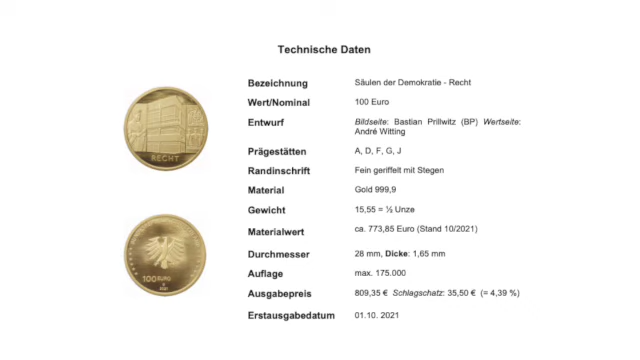 Technische Daten
Bezeichnung Säulen der Demokratie - Recht
Wert/Nominal 100 Euro
Entwurf Bildseite: Bastian Prillwitz (BP) Wertseite:
André Witting
Prägestätten A, D, F, G, J
Randinschrift Fein geriffelt mit Stegen
Material Gold 999,9
Gewicht 15,55 = ½ Unze
Materialwert ca. 773,85 Euro (Stand 10/2021)
Durchmesser 28 mm, Dicke: 1,65 mm
Auflage max. 175.000
Ausgabepreis 809,35 € Schlagschatz: 35,50 € (= 4,39 %)
Erstausgabedatum 01.10. 2021
RECHT
100 EURO
2021